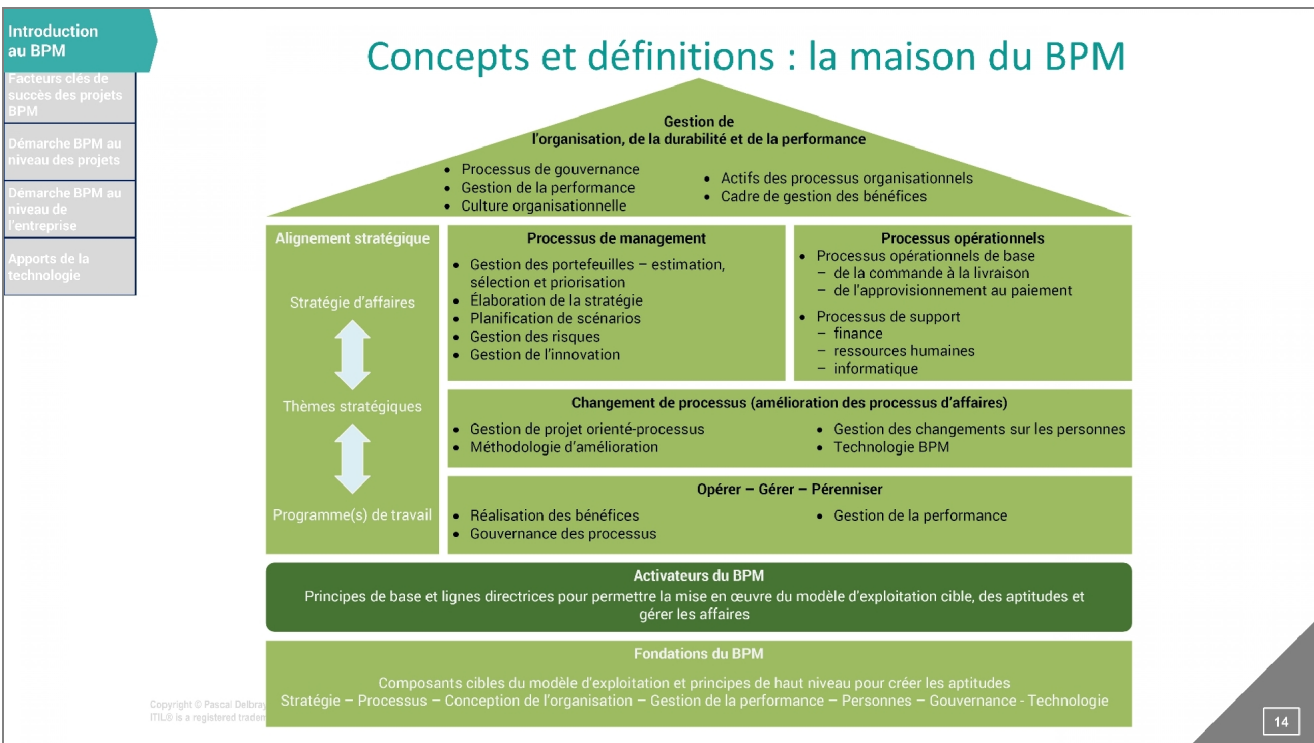 Introduction
au BPM
Facteurs clés de
succès des projets
BPM
Démarche BPM au
niveau des projets
Démarche BPM au
niveau de
l'entreprise
Apports de la
technologie
Concepts et définitions : la maison du BPM
Gestion de
l'organisation, de la durabilité et de la performance
• Processus de gouvernance
• Gestion de la performance
• Culture organisationnelle
• Actifs des processus organisationnels
• Cadre de gestion des bénéfices
Alignement stratégique
Stratégie d'affaires
Thèmes stratégiques
Programme(s) de travail
Processus de management
• Gestion des portefeuilles – estimation,
sélection et priorisation
• Élaboration de la stratégie
• Planification de scénarios
• Gestion des risques
• Gestion de l'innovation
Processus opérationnels
• Processus opérationnels de base
– de la commande à la livraison
– de l'approvisionnement au paiement
• Processus de support
– finance
– ressources humaines
– informatique
Changement de processus (amélioration des processus d'affaires)
• Gestion de projet orienté-processus
• Méthodologie d'amélioration
• Gestion des changements sur les personnes
• Technologie BPM
Opérer – Gérer – Pérenniser
• Réalisation des bénéfices
• Gouvernance des processus
• Gestion de la performance
Activateurs du BPM
Principes de base et lignes directrices pour permettre la mise en œuvre du modèle d'exploitation cible, des aptitudes et
gérer les affaires
Fondations du BPM
Composants cibles du modèle d'exploitation et principes de haut niveau pour créer les aptitudes
Stratégie – Processus – Conception de l'organisation – Gestion de la performance – Personnes – Gouvernance - Technologie
Copyright © Pascal
ITIL® is a registered
14